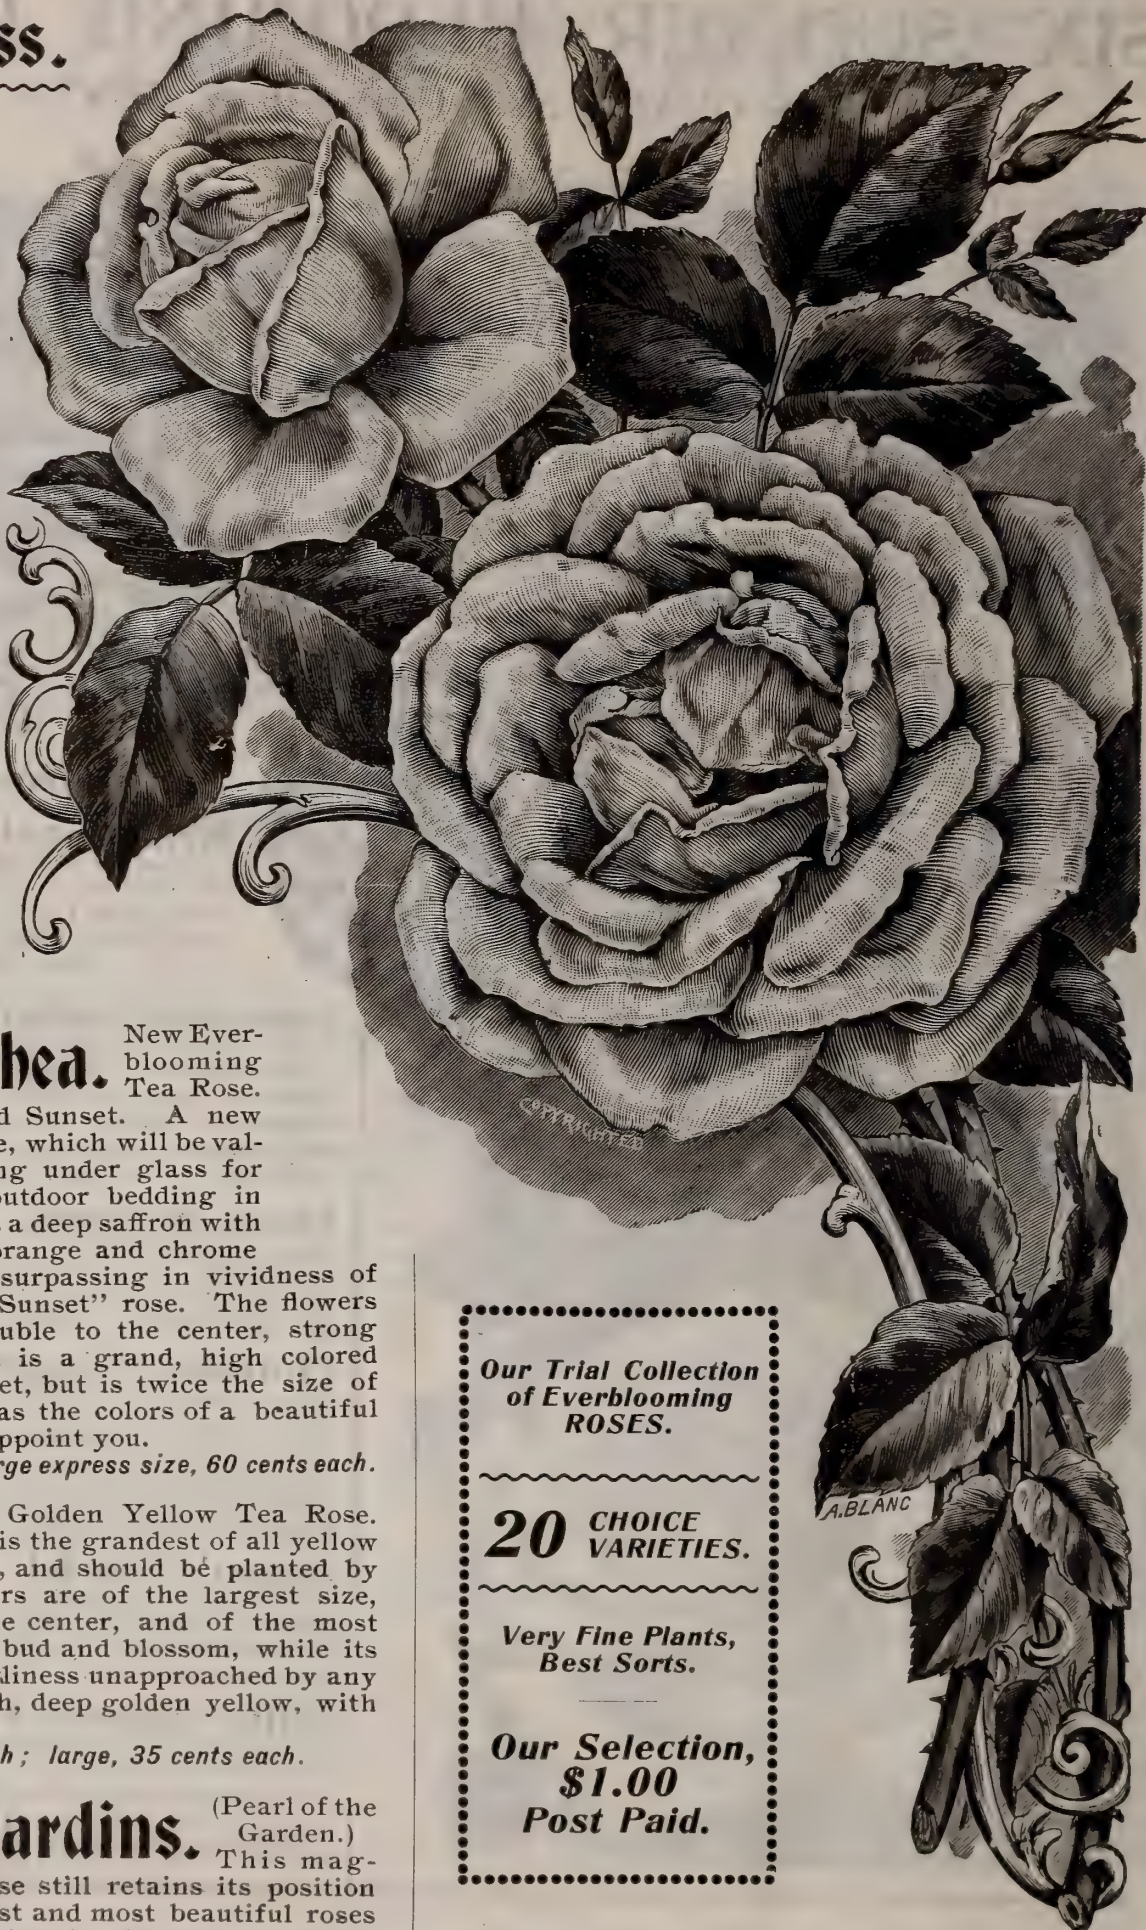 ss.
hea.
New Ever-
blooming
Tea Rose.
d Sunset. A new
e, which will be val-
ng under glass for
outdoor bedding in
a deep saffron with
orange and chrome
surpassing in vividness of
Sunset" rose. The flowers
uble to the center, strong
is a grand, high colored
et, but is twice the size of
as the colors of a beautiful
appoint you.
rge express size, 60 cents each.
Golden Yellow Tea Rose.
is the grandest of all yellow
, and should be planted by
rs are of the largest size,
e center, and of the most
bud and blossom, while its
liness unapproached by any
h, deep golden yellow, with
h; large, 35 cents each.
ardins.
(Pearl of the
Garden.)
This mag-
se still retains its position
st and most beautiful roses
COPYRIGHTED
A.BLANC
Our Trial Collection
of Everblooming
ROSES.
20 CHOICE
VARIETIES.
Very Fine Plants,
Best Sorts.
Our Selection,
$1.00
Post Paid.